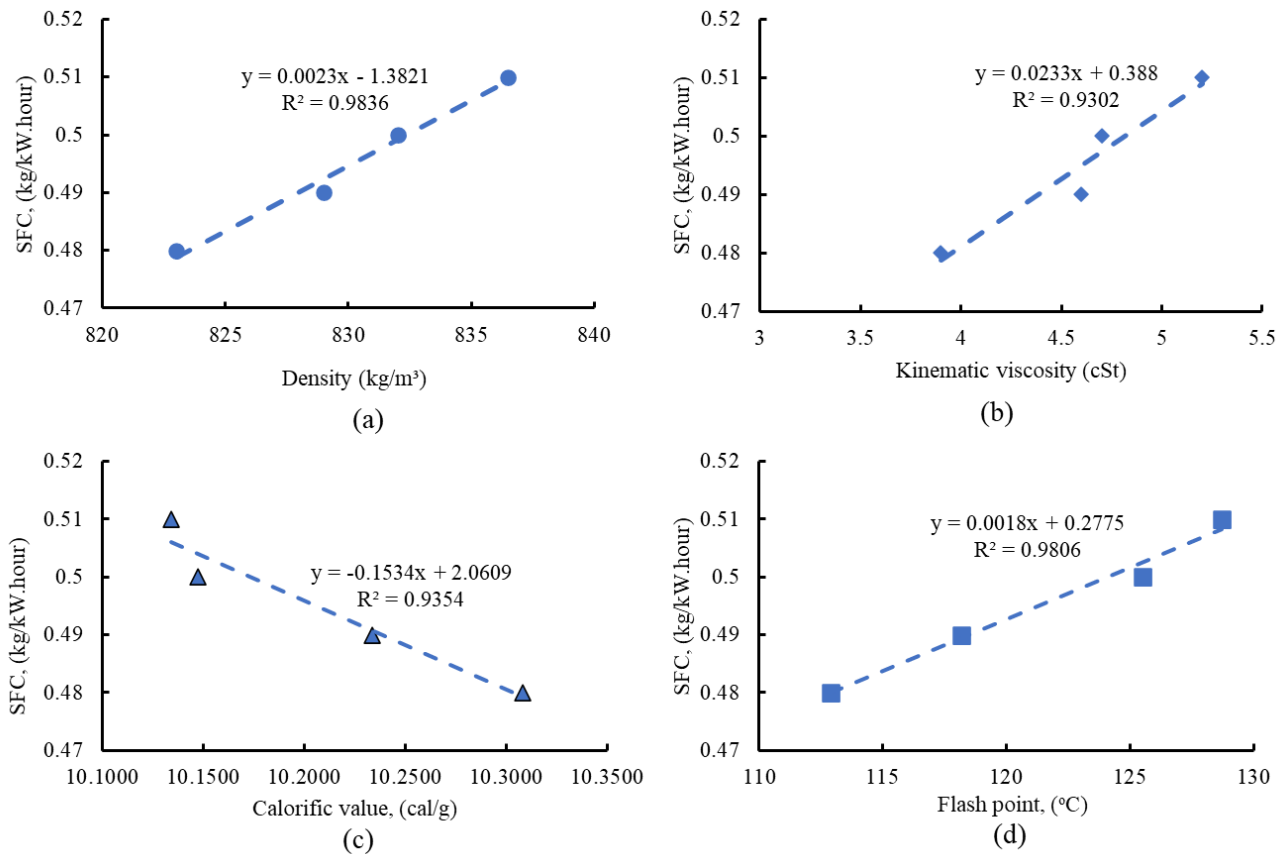 0.52
0.51
0.5
0.49
0.48
0.47
SFC, (kg/kW.hour)
y = 0.0023x - 1.3821
R² = 0.9836
820 825 830 835 840
Density (kg/m³)
(a)
0.52
0.51
0.5
0.49
0.48
0.47
SFC, (kg/kW.hour)
y = 0.0233x + 0.388
R² = 0.9302
3 3.5 4 4.5 5 5.5
Kinematic viscosity (cSt)
(b)
0.52
0.51
0.5
0.49
0.48
0.47
SFC, (kg/kW.hour)
y = -0.1534x + 2.0609
R² = 0.9354
10.1000 10.1500 10.2000 10.2500 10.3000 10.3500
Calorific value, (cal/g)
(c)
0.52
0.51
0.5
0.49
0.48
0.47
SFC, (kg/kW.hour)
y = 0.0018x + 0.2775
R² = 0.9806
110 115 120 125 130
Flash point, (ºC)
(d)